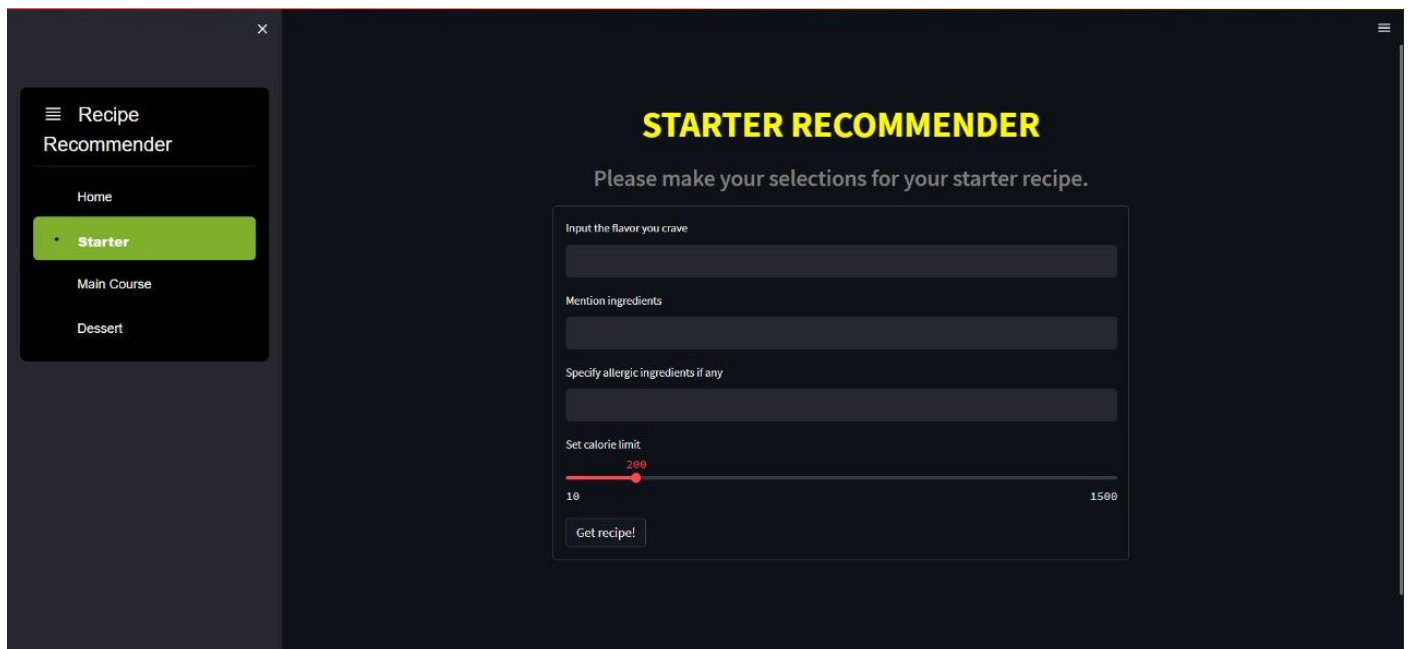 Recipe
Recommender
Home
Starter
Main Course
Dessert
STARTER RECOMMENDER
Please make your selections for your starter recipe.
Input the flavor you crave
Mention ingredients
Specify allergic ingredients if any
Set calorie limit
200
10 1500
Get recipe!